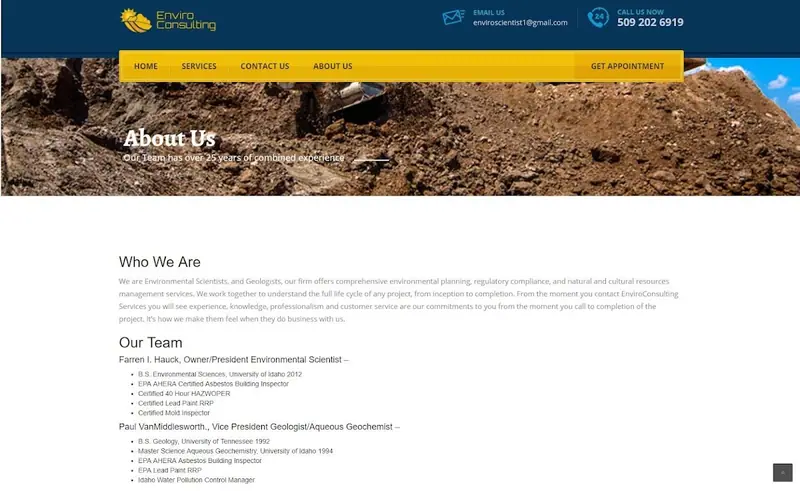 Enviro
Consulting
EMAIL US
enviroscientist1@gmail.com
CALL US NOW
509 202 6919
HOME
SERVICES
CONTACT US
ABOUT US
GET APPOINTMENT
About Us
Our Team has over 25 years of combined experience
Who We Are
We are Environmental Scientists, and Geologists, our firm offers comprehensive environmental planning, regulatory compliance, and natural and cultural resources
management services. We work together to understand the full life cycle of any project, from inception to completion. From the moment you contact EnviroConsulting
Services you will see experience, knowledge, professionalism and customer service are our commitments to you from the moment you call to completion of the
project. It's how we make them feel when they do business with us.
Our Team
Farren I. Hauck, Owner/President Environmental Scientist –
B.S. Environmental Sciences, University of Idaho 2012
EPA AHERA Certified Asbestos Building Inspector
Certified 40 Hour HAZWOPER
Certified Lead Paint RRP
Certified Mold Inspector
Paul VanMiddlesworth., Vice President Geologist/Aqueous Geochemist –
B.S. Geology, University of Tennessee 1992
Master Science Aqueous Geochemistry, University of Idaho 1994
EPA AHERA Asbestos Building Inspector
EPA Lead Paint RRP
Idaho Water Pollution Control Manager